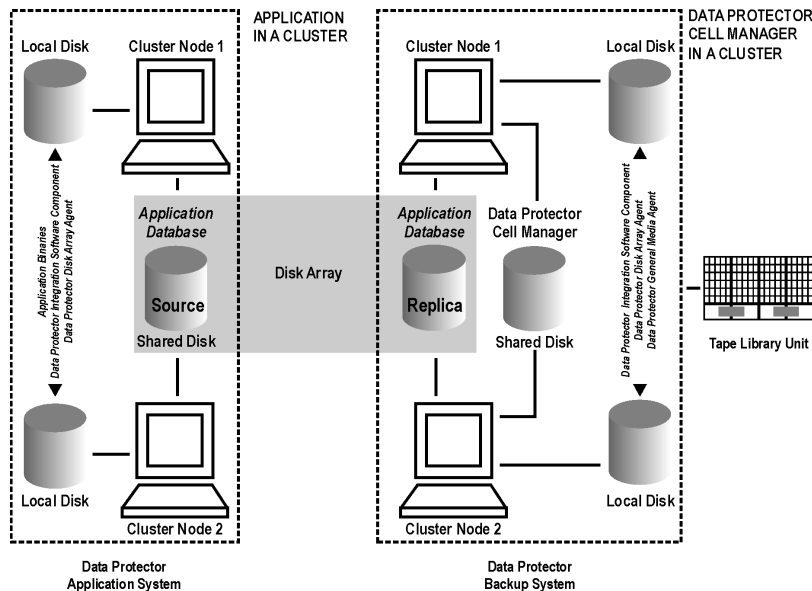 APPLICATION
IN A CLUSTER
DATA PROTECTOR
CELL MANAGER
IN A CLUSTER
Local Disk
Cluster Node 1
Cluster Node 1
Local Disk
Application Binaries
Data Protector Integration Software Component
Data Protector Disk Array Agent
Application
Database
Source
Shared Disk
Disk Array
Application
Database
Replica
Data Protector
Cell Manager
Shared Disk
Data Protector Integration Software Component
Data Protector Disk Array Agent
Data Protector General Media Agent
Tape Library Unit
Local Disk
Cluster Node 2
Cluster Node 2
Local Disk
Data Protector
Application System
Data Protector
Backup System